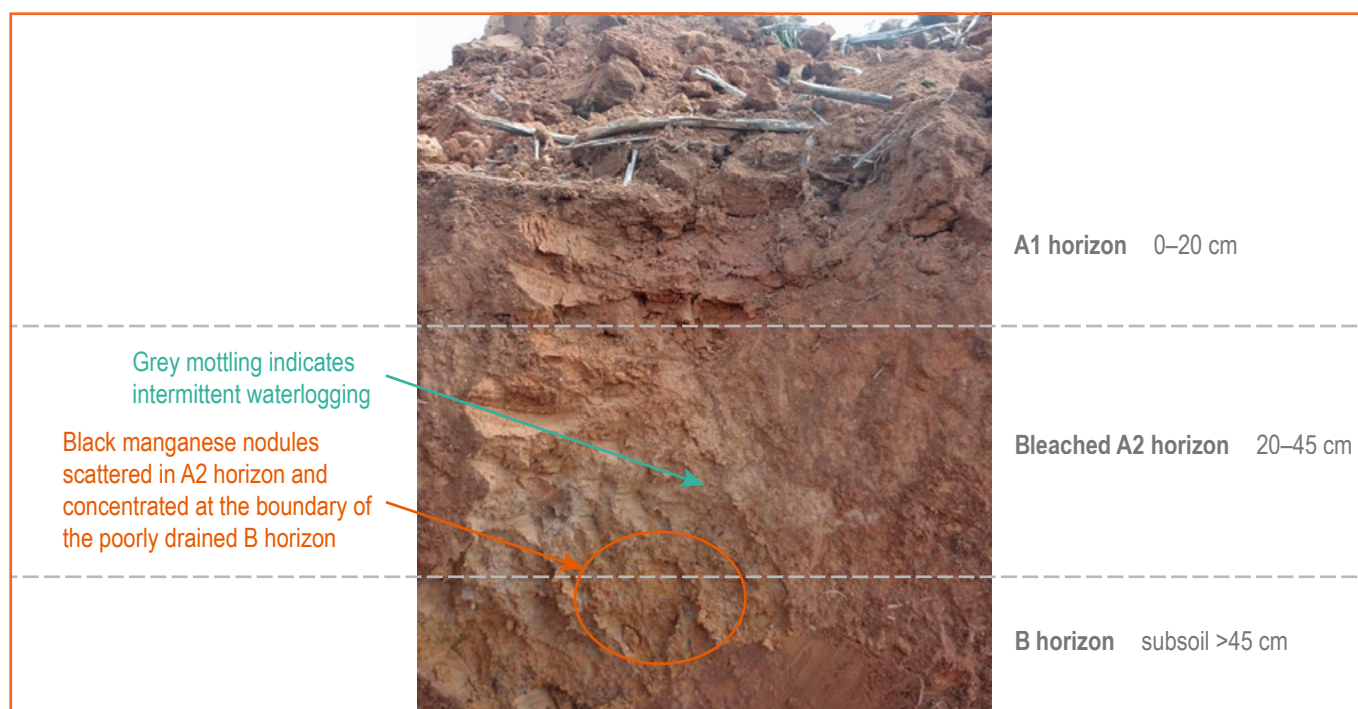 A1 horizon 0–20 cm
Grey mottling indicates
intermittent waterlogging
Black manganese nodules
scattered in A2 horizon and
concentrated at the boundary of
the poorly drained B horizon
Bleached A2 horizon 20–45 cm
B horizon subsoil >45 cm